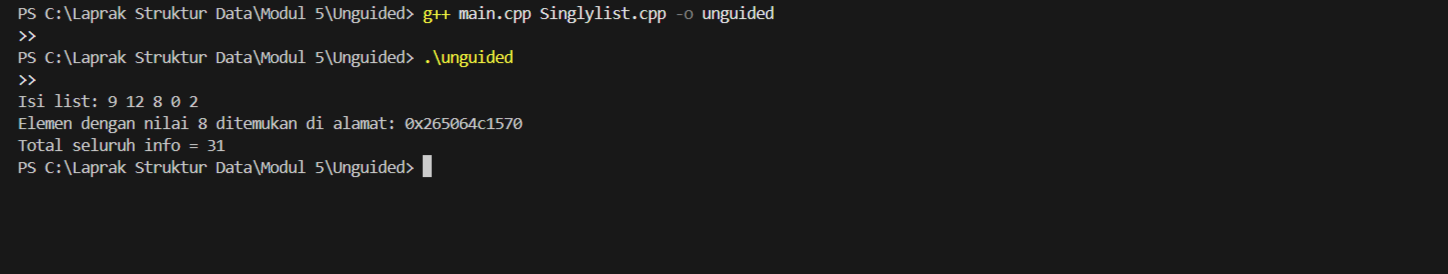 PS C:\Laprak Struktur Data\Modul 5\Unguided> g++ main.cpp Singlylist.cpp -o unguided
>>
PS C:\Laprak Struktur Data\Modul 5\Unguided> .\unguided
>>
Isi list: 9 12 8 0 2
Elemen dengan nilai 8 ditemukan di alamat: 0x265064c1570
Total seluruh info = 31
PS C:\Laprak Struktur Data\Modul 5\Unguided>